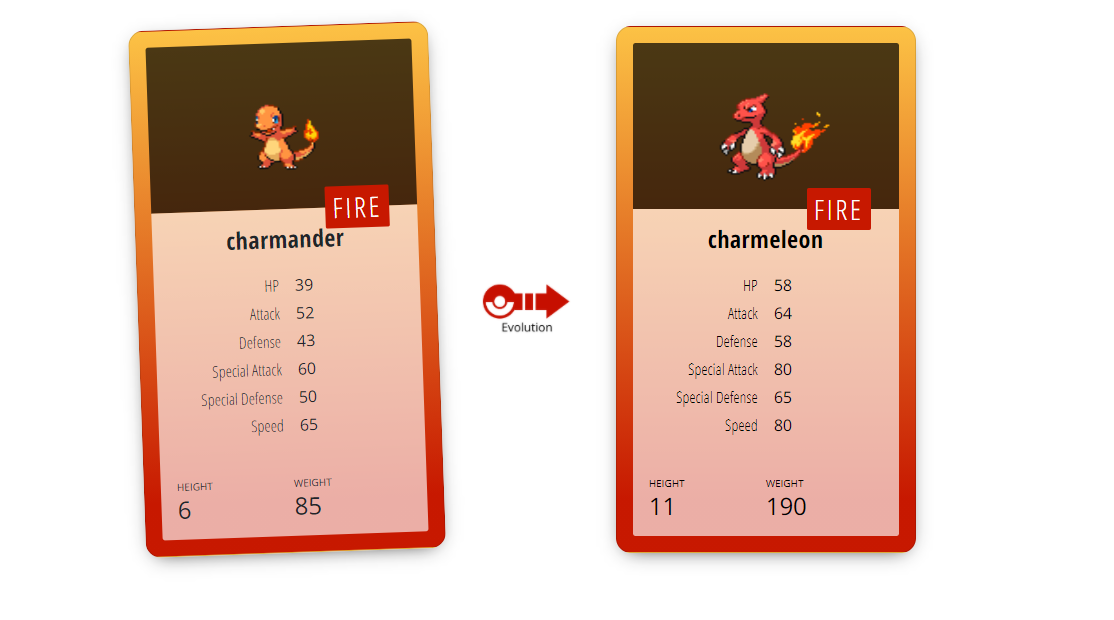 FIRE
charmander
HP 39
Attack 52
Defense 43
Special Attack 60
Special Defense 50
Speed 65
HEIGHT WEIGHT
6 85
Evolution
FIRE
charmeleon
HP 58
Attack 64
Defense 58
Special Attack 80
Special Defense 65
Speed 80
HEIGHT WEIGHT
11 190